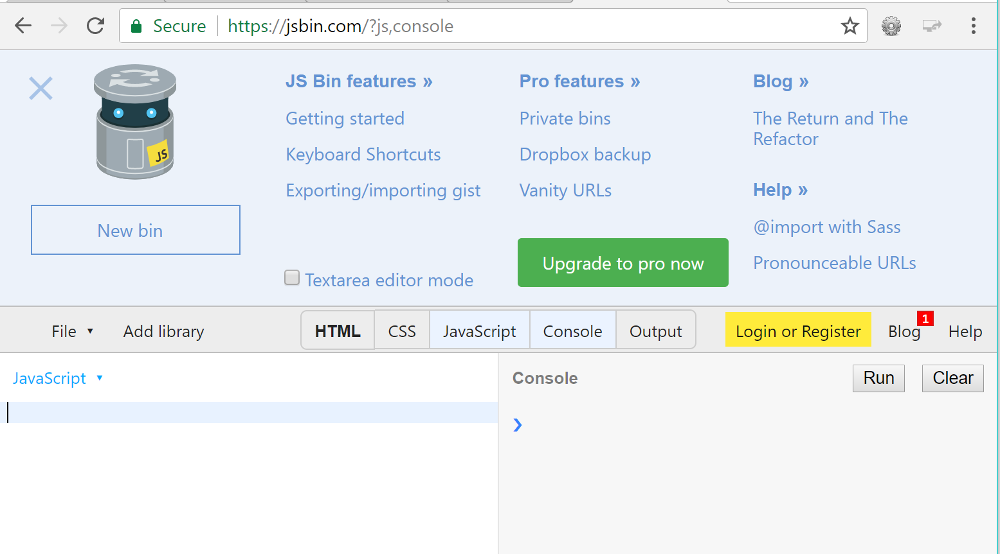 Secure
https://jsbin.com/?js,console
JS
New bin
JS Bin features »
Getting started
Keyboard Shortcuts
Exporting/importing gist
Textarea editor mode
Pro features »
Private bins
Dropbox backup
Vanity URLs
Upgrade to pro now
Blog »
The Return and The
Refactor
Help »
@import with Sass
Pronounceable URLs
File Add library HTML CSS JavaScript Console Output Login or Register Blog 1 Help
JavaScript
Console Run Clear